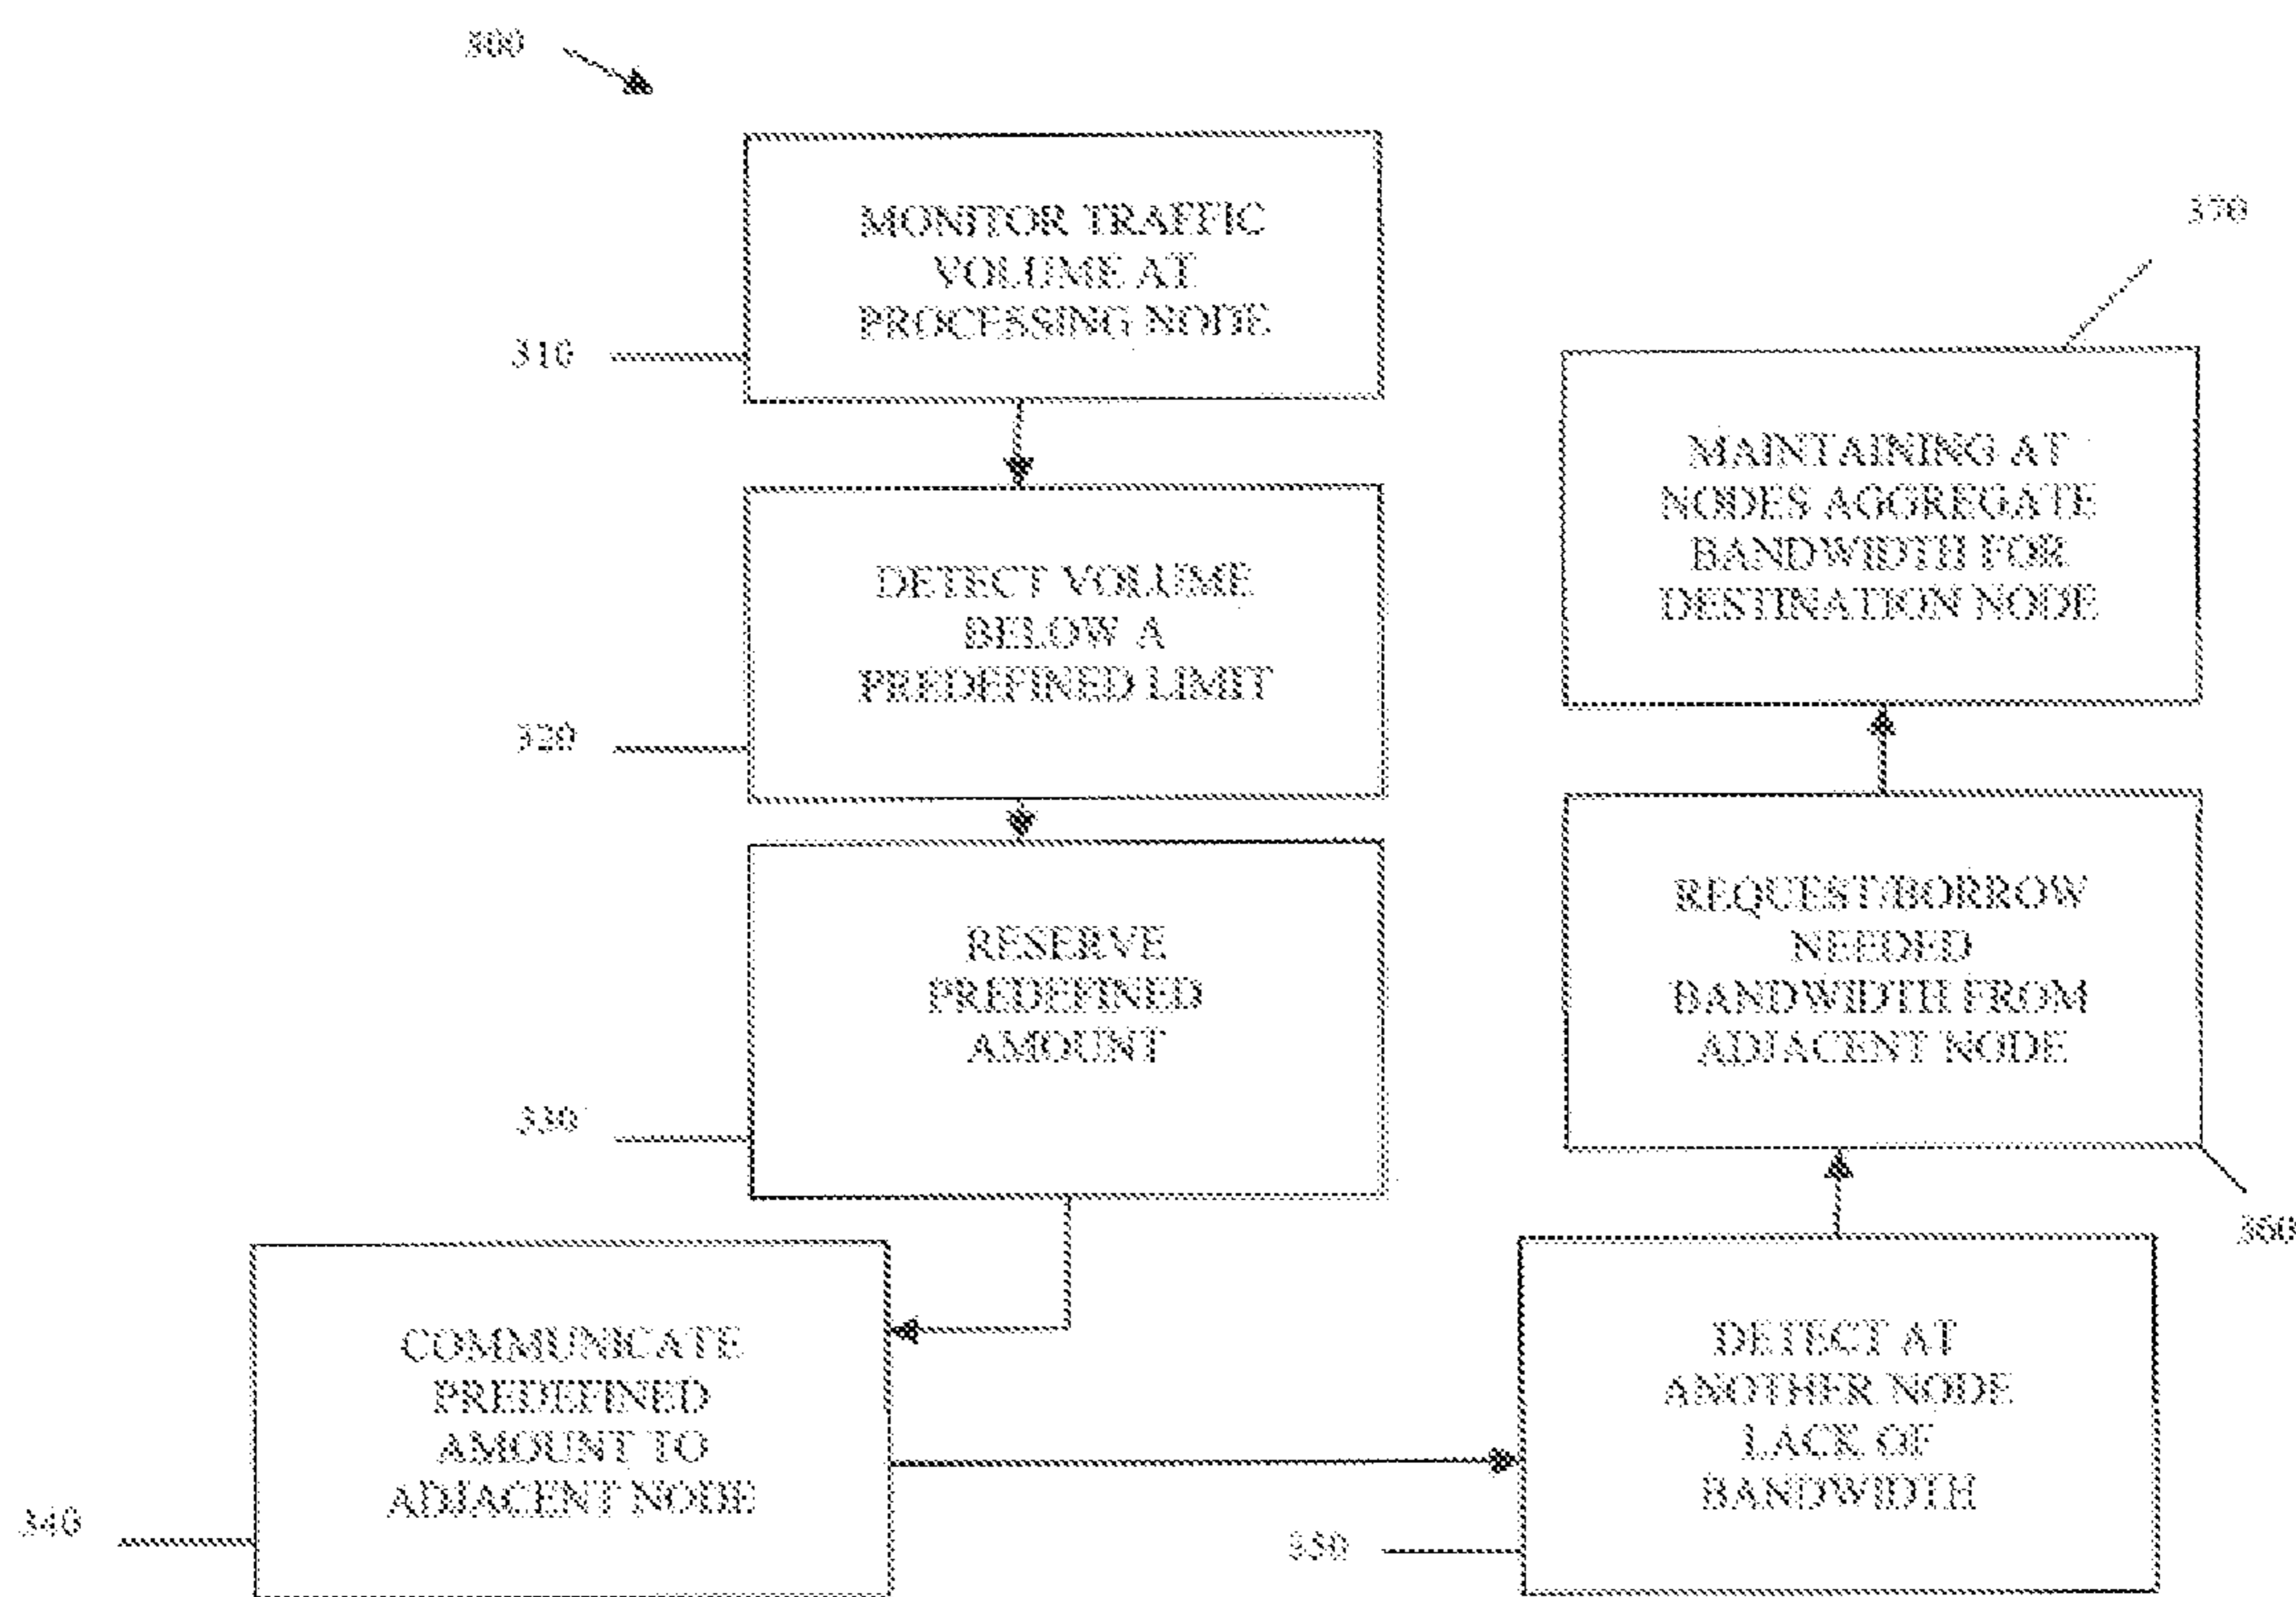 300
MONITOR TRAFFIC
VOLUME AT
PROCESSING NODE
310
DETECT VOLUME
BELOW A
PREDEFINED LIMIT
320
RESERVE
PREDEFINED
AMOUNT
330
COMMUNICATE
PREDEFINED
AMOUNT TO
ADJACENT NODE
340
DETECT AT
ANOTHER NODE
LACK OF
BANDWIDTH
350
REQUEST/BORROW
NEEDED
BANDWIDTH FROM
ADJACENT NODE
360
MAINTAINING AT
NODES AGGREGATE
BANDWIDTH FOR
DESTINATION NODE
370